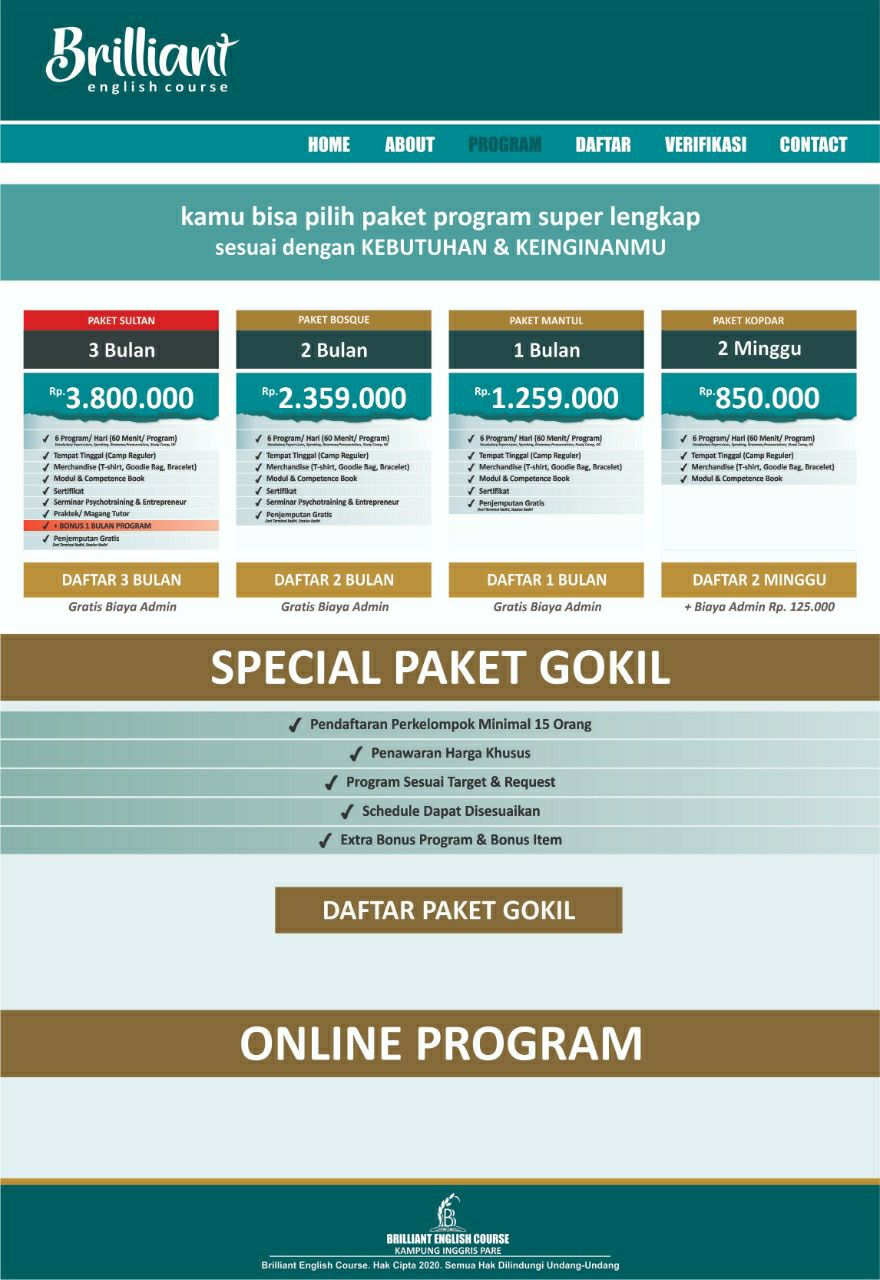 Brilliant
english course
HOME ABOUT PROGRAM DAFTAR VERIFIKASI CONTACT
kamu bisa pilih paket program super lengkap
sesuai dengan KEBUTUHAN & KEINGINANMU
PAKET SULTAN
3 Bulan
Rp.3.800.000
6 Program/ Hari (60 Menit/ Program)
Tempat Tinggal (Camp Reguler)
Merchandise (T-shirt, Goodie Bag, Bracelet)
Modul & Competence Book
Sertifikat
Serminar Psychotraining & Entrepreneur
Praktek/ Magang Tutor
+ BONUS 1 BULAN PROGRAM
Penjemputan Gratis
DAFTAR 3 BULAN
Gratis Biaya Admin
PAKET BOSQUE
2 Bulan
Rp.2.359.000
6 Program/ Hari (60 Menit/ Program)
Tempat Tinggal (Camp Reguler)
Merchandise (T-shirt, Goodie Bag, Bracelet)
Modul & Competence Book
Sertifikat
Serminar Psychotraining & Entrepreneur
Penjemputan Gratis
DAFTAR 2 BULAN
Gratis Biaya Admin
PAKET MANTUL
1 Bulan
Rp.1.259.000
6 Program/ Hari (60 Menit/ Program)
Tempat Tinggal (Camp Reguler)
Merchandise (T-shirt, Goodie Bag, Bracelet)
Modul & Competence Book
Sertifikat
Penjemputan Gratis
DAFTAR 1 BULAN
Gratis Biaya Admin
PAKET KOPDAR
2 Minggu
Rp.850.000
6 Program/ Hari (60 Menit/ Program)
Tempat Tinggal (Camp Reguler)
Merchandise (T-shirt, Goodie Bag, Bracelet)
Modul & Competence Book
DAFTAR 2 MINGGU
+ Biaya Admin Rp. 125.000
SPECIAL PAKET GOKIL
Pendaftaran Perkelompok Minimal 15 Orang
Penawaran Harga Khusus
Program Sesuai Target & Request
Schedule Dapat Disesuaikan
Extra Bonus Program & Bonus Item
DAFTAR PAKET GOKIL
ONLINE PROGRAM
BRILLIANT ENGLISH COURSE
KAMPUNG INGGRIS PARE
Brilliant English Course. Hak Cipta 2020. Semua Hak Dilindungi Undang-Undang